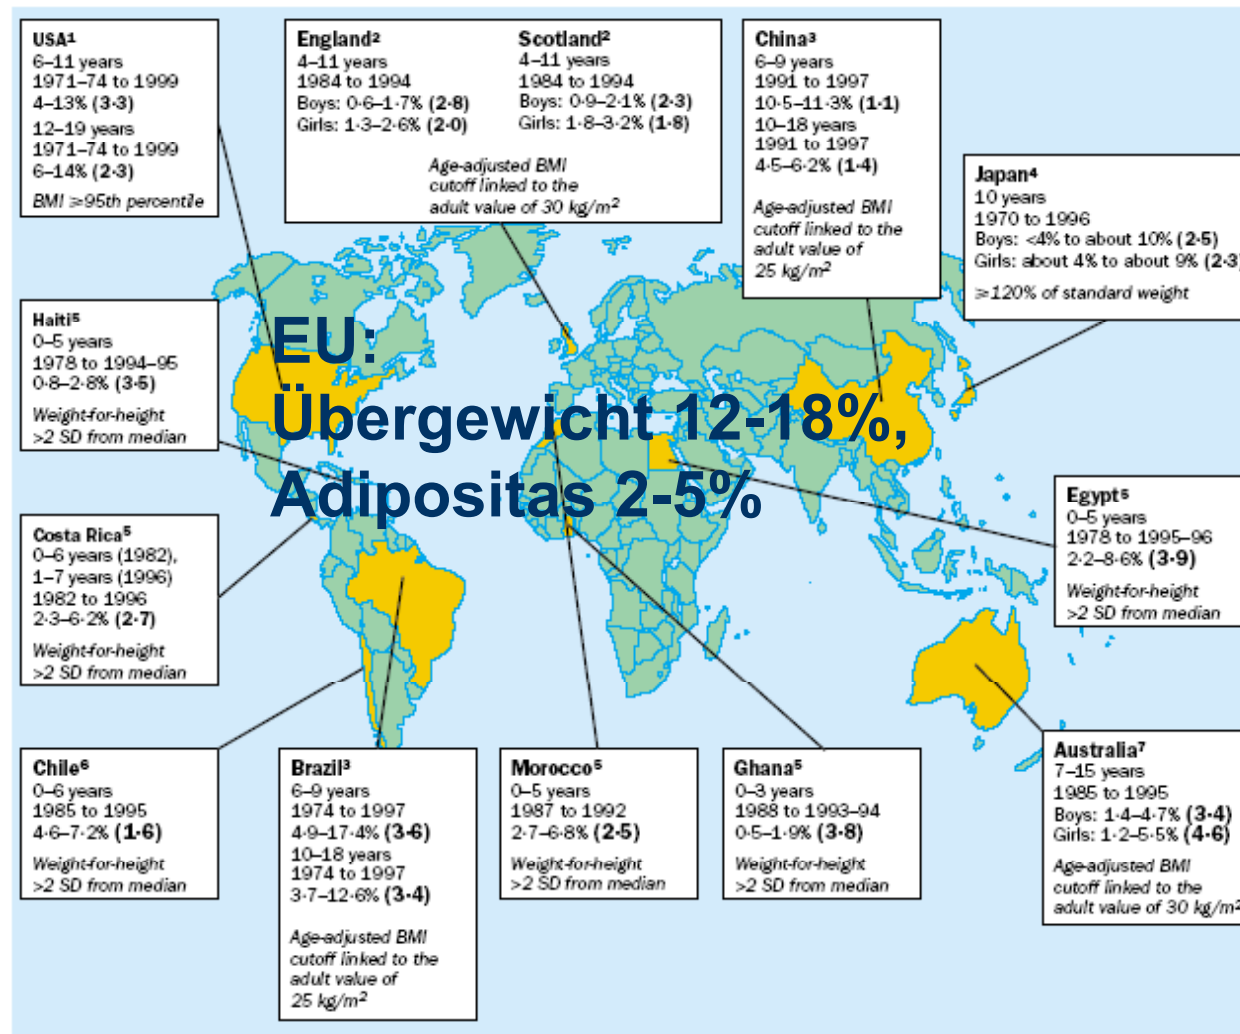 USA¹
6–11 years
1971–74 to 1999
4–13% (3·3)
12–19 years
1971–74 to 1999
6–14% (2·3)
BMI ⩾95th percentile
England²
4–11 years
1984 to 1994
Boys: 0·6–1·7% (2·8)
Girls: 1·3–2·6% (2·0)
Scotland²
4–11 years
1984 to 1994
Boys: 0·9–2·1% (2·3)
Girls: 1·8–3·2% (1·8)
Age-adjusted BMI
cutoff linked to the
adult value of 30 kg/m²
China³
6–9 years
1991 to 1997
10·5–11·3% (1·1)
10–18 years
1991 to 1997
4·5–6·2% (1·4)
Age-adjusted BMI
cutoff linked to the
adult value of
25 kg/m²
Japan⁴
10 years
1970 to 1996
Boys: <4% to about 10% (2·5)
Girls: about 4% to about 9% (2·3)
⩾120% of standard weight
Haiti⁵
0–5 years
1978 to 1994–95
0·8–2·8% (3·5)
Weight-for-height
>2 SD from median
EU:
Übergewicht 12-18%,
Adipositas 2-5%
Egypt⁵
0–5 years
1978 to 1995–96
2·2–8·6% (3·9)
Weight-for-height
>2 SD from median
Costa Rica⁵
0–6 years (1982),
1–7 years (1996)
1982 to 1996
2·3–6·2% (2·7)
Weight-for-height
>2 SD from median
Chile⁶
0–6 years
1985 to 1995
4·6–7·2% (1·6)
Weight-for-height
>2 SD from median
Brazil³
6–9 years
1974 to 1997
4·9–17·4% (3·6)
10–18 years
1974 to 1997
3·7–12·6% (3·4)
Age-adjusted BMI
cutoff linked to the
adult value of
25 kg/m²
Morocco⁵
0–5 years
1987 to 1992
2·7–6·8% (2·5)
Weight-for-height
>2 SD from median
Ghana⁵
0–3 years
1988 to 1993–94
0·5–1·9% (3·8)
Weight-for-height
>2 SD from median
Australia⁷
7–15 years
1985 to 1995
Boys: 1·4–4·7% (3·4)
Girls: 1·2–5·5% (4·6)
Age-adjusted BMI
cutoff linked to the
adult value of 30 kg/m²